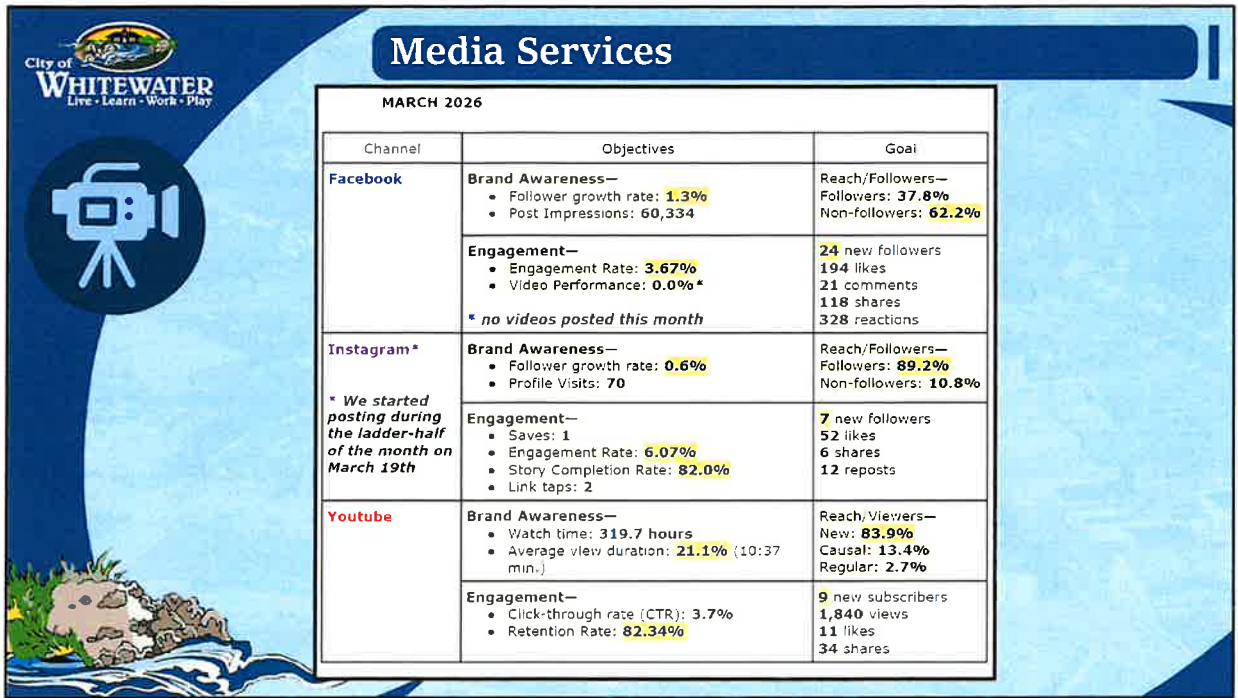 Media Services
City of
WHITEWATER
Live • Learn • Work • Play
MARCH 2026
Channel
Objectives
Goal
Facebook
Brand Awareness—
• Follower growth rate: 1.3%
• Post Impressions: 60,334
Reach/Followers—
Followers: 37.8%
Non-followers: 62.2%
Engagement—
• Engagement Rate: 3.67%
• Video Performance: 0.0%*
* no videos posted this month
24 new followers
194 likes
21 comments
118 shares
328 reactions
Instagram*
* We started
posting during
the ladder-half
of the month on
March 19th
Brand Awareness—
• Follower growth rate: 0.6%
• Profile Visits: 70
Reach/Followers—
Followers: 89.2%
Non-followers: 10.8%
Engagement—
• Saves: 1
• Engagement Rate: 6.07%
• Story Completion Rate: 82.0%
• Link taps: 2
7 new followers
52 likes
6 shares
12 reposts
Youtube
Brand Awareness—
• Watch time: 319.7 hours
• Average view duration: 21.1% (10:37
min.)
Reach/Viewers—
New: 83.9%
Causal: 13.4%
Regular: 2.7%
Engagement—
• Click-through rate (CTR): 3.7%
• Retention Rate: 82.34%
9 new subscribers
1,840 views
11 likes
34 shares